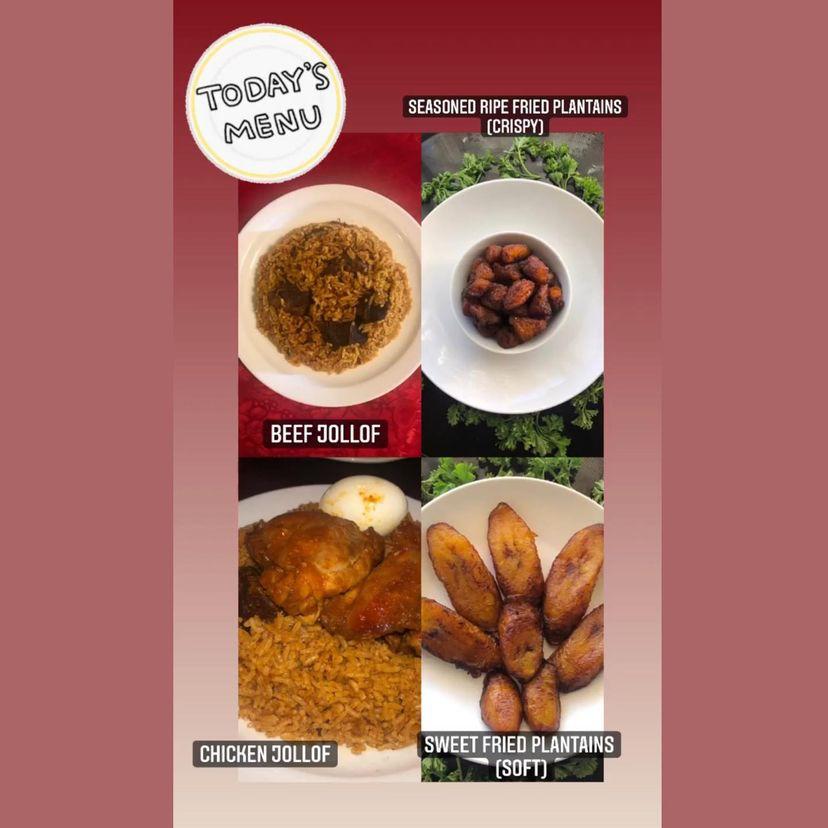 TODAY'S
MENU
SEASONED RIPE FRIED PLANTAINS
(CRISPY)
BEEF JOLLOF
CHICKEN JOLLOF
SWEET FRIED PLANTAINS
(SOFT)